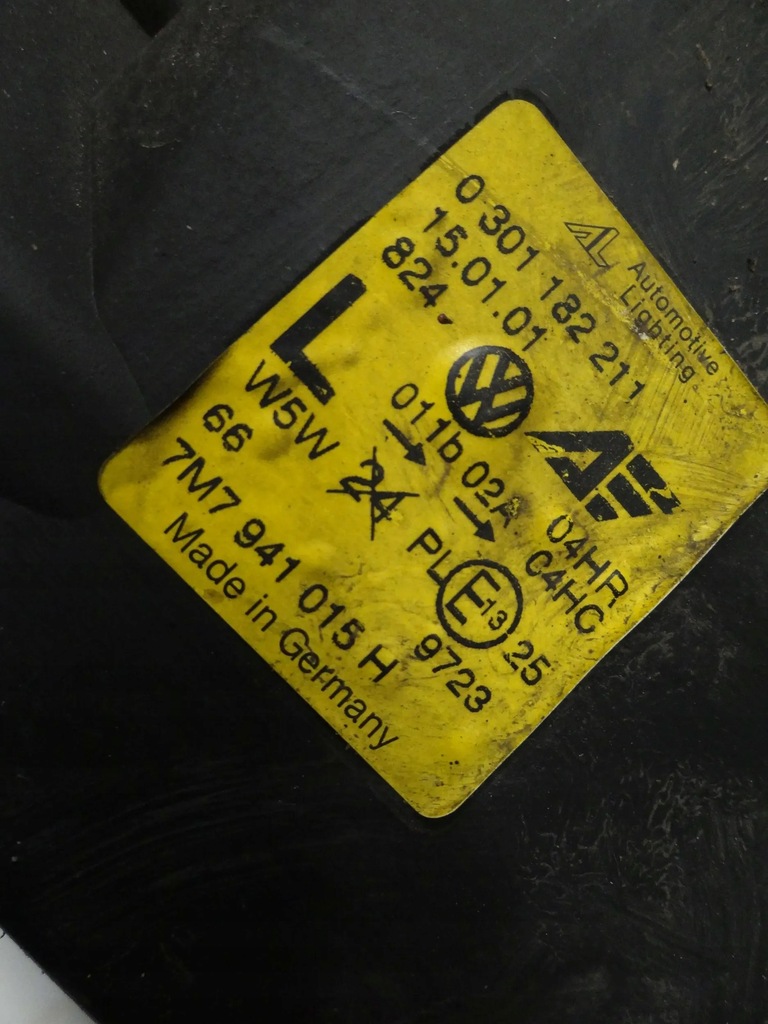 Automotive
Lighting
0 301 182 211
15.01.01
824
L
W5W 24
66
011b 02A 04HR
04HC
PL E13 25
7M7 941 015 H 9723
Made in Germany